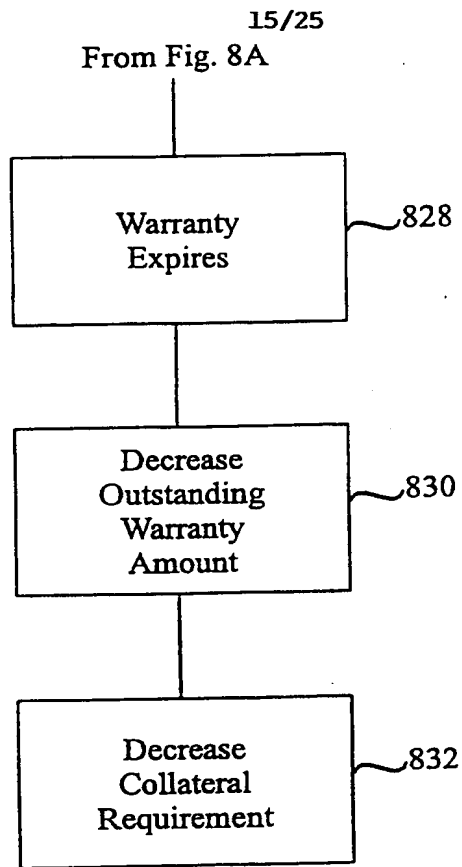 15/25
From Fig. 8A
Warranty
Expires
828
Decrease
Outstanding
Warranty
Amount
830
Decrease
Collateral
Requirement
832